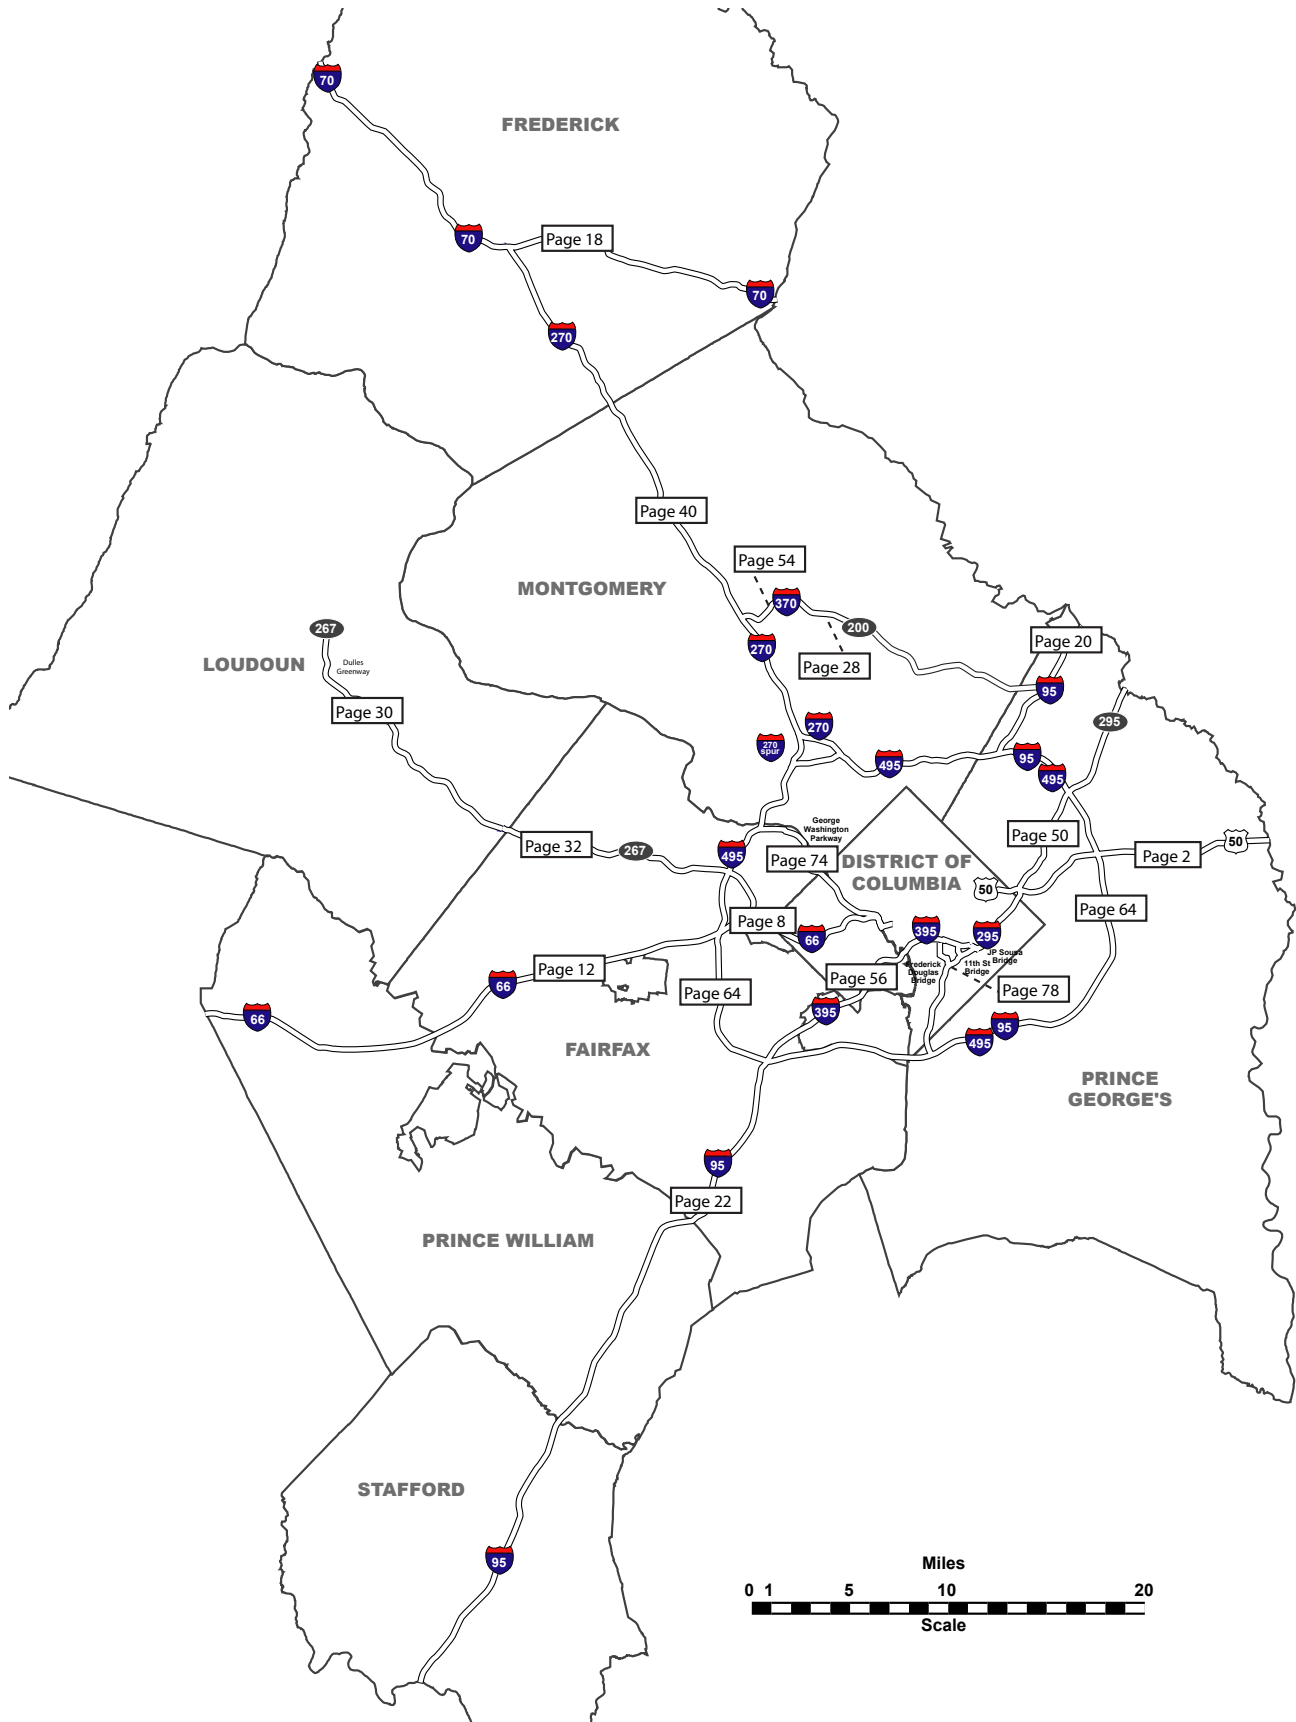 70
FREDERICK
70
Page 18
70
270
Page 40
Page 54
MONTGOMERY
370
200
267
270
Page 20
LOUDOUN
Dulles
Greenway
Page 28
95
Page 30
270
295
270
spur
495
95
495
George
Washington
Parkway
Page 50
Page 32
267
495
Page 74
DISTRICT OF
COLUMBIA
Page 2
50
50
Page 64
Page 8
66
395
295
JP Sousa
Bridge
Page 12
66
Page 56
Frederick
Douglas
Bridge
11th St
Bridge
Page 64
Page 78
66
395
95
495
FAIRFAX
PRINCE
GEORGE'S
95
Page 22
PRINCE WILLIAM
STAFFORD
95
Miles
0 1 5 10 20
Scale